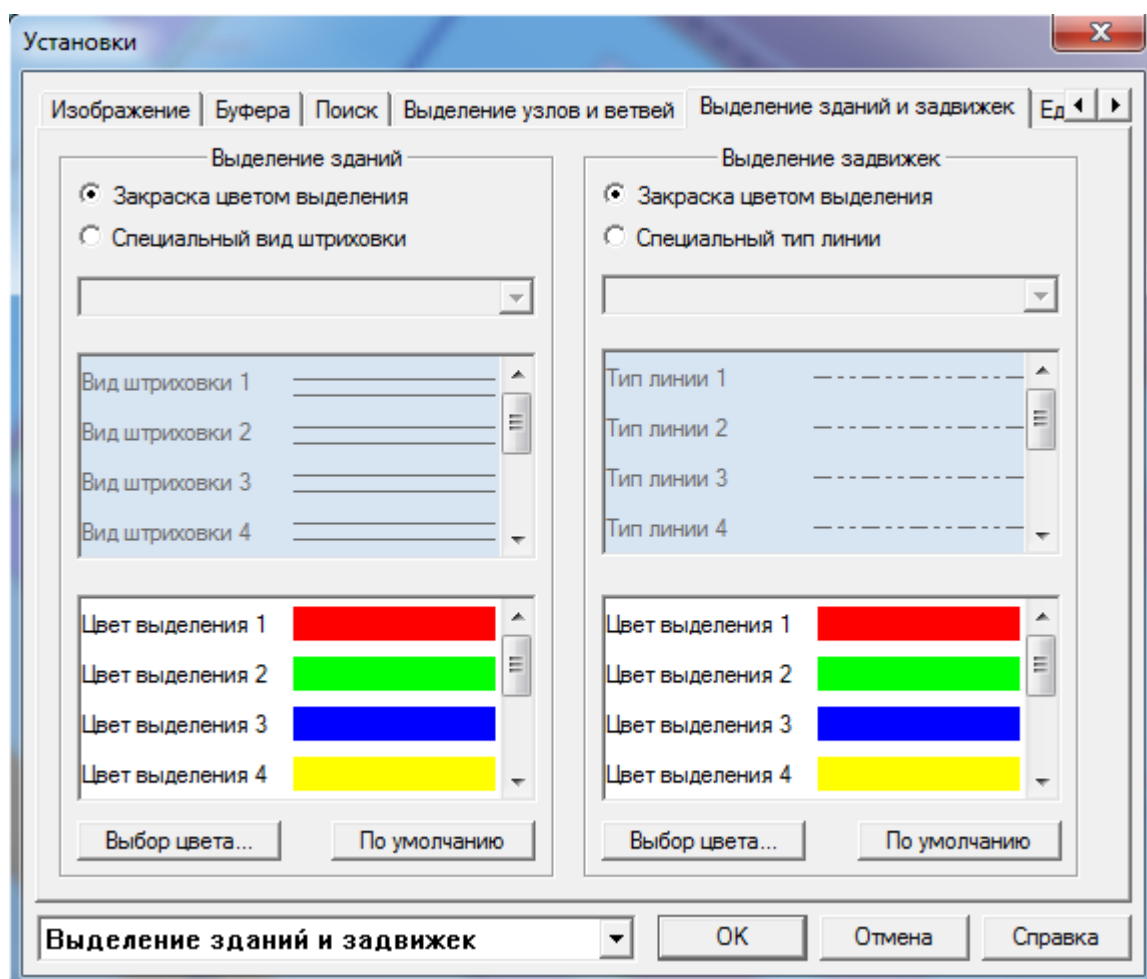 Установки
Изображение Буфера Поиск Выделение узлов и ветвей Выделение зданий и задвижек Ед
Выделение зданий
Закраска цветом выделения
Специальный вид штриховки
Вид штриховки 1
Вид штриховки 2
Вид штриховки 3
Вид штриховки 4
Цвет выделения 1
Цвет выделения 2
Цвет выделения 3
Цвет выделения 4
Выбор цвета... По умолчанию
Выделение задвижек
Закраска цветом выделения
Специальный тип линии
Тип линии 1
Тип линии 2
Тип линии 3
Тип линии 4
Цвет выделения 1
Цвет выделения 2
Цвет выделения 3
Цвет выделения 4
Выбор цвета... По умолчанию
Выделение зданий и задвижек OK Отмена Справка